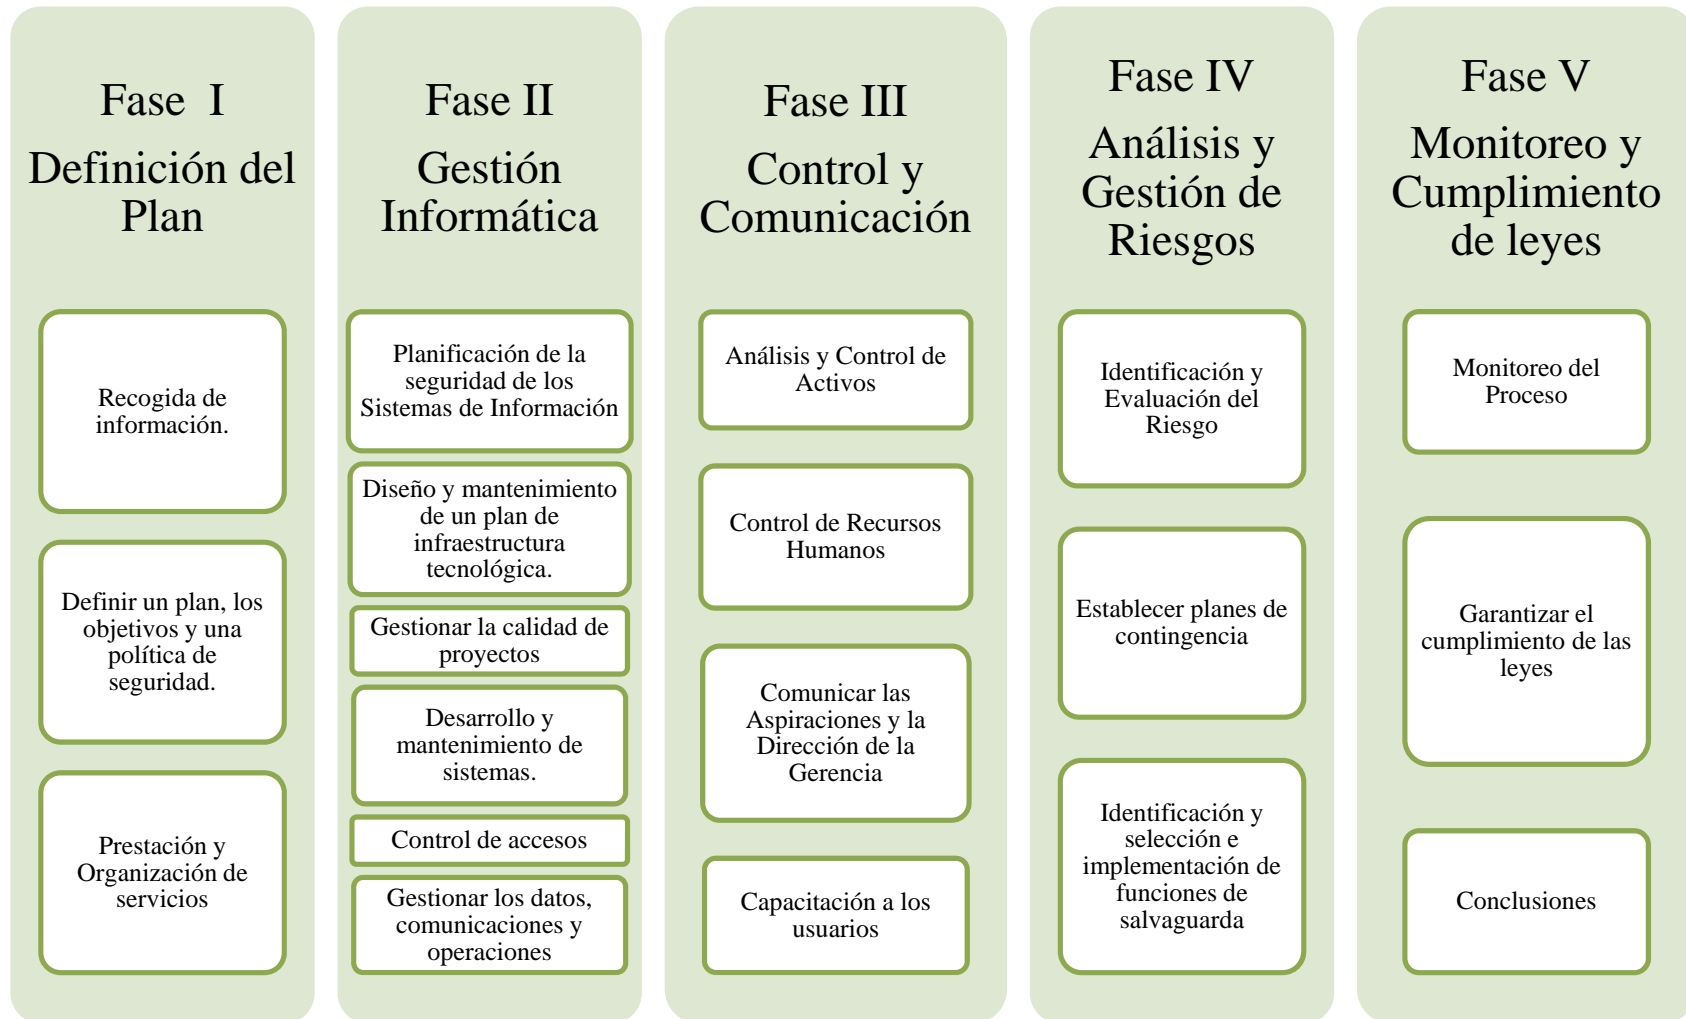 Fase I
Definición del
Plan
Recogida de
información.
Definir un plan, los
objetivos y una
política de
seguridad.
Prestación y
Organización de
servicios
Fase II
Gestión
Informática
Planificación de la
seguridad de los
Sistemas de Información
Diseño y mantenimiento
de un plan de
infraestructura
tecnológica.
Gestionar la calidad de
proyectos
Desarrollo y
mantenimiento de
sistemas.
Control de accesos
Gestionar los datos,
comunicaciones y
operaciones
Fase III
Control y
Comunicación
Análisis y Control de
Activos
Control de Recursos
Humanos
Comunicar las
Aspiraciones y la
Dirección de la
Gerencia
Capacitación a los
usuarios
Fase IV
Análisis y
Gestión de
Riesgos
Identificación y
Evaluación del
Riesgo
Establecer planes de
contingencia
Identificación y
selección e
implementación de
funciones de
salvaguarda
Fase V
Monitoreo y
Cumplimiento
de leyes
Monitoreo del
Proceso
Garantizar el
cumplimiento de las
leyes
Conclusiones